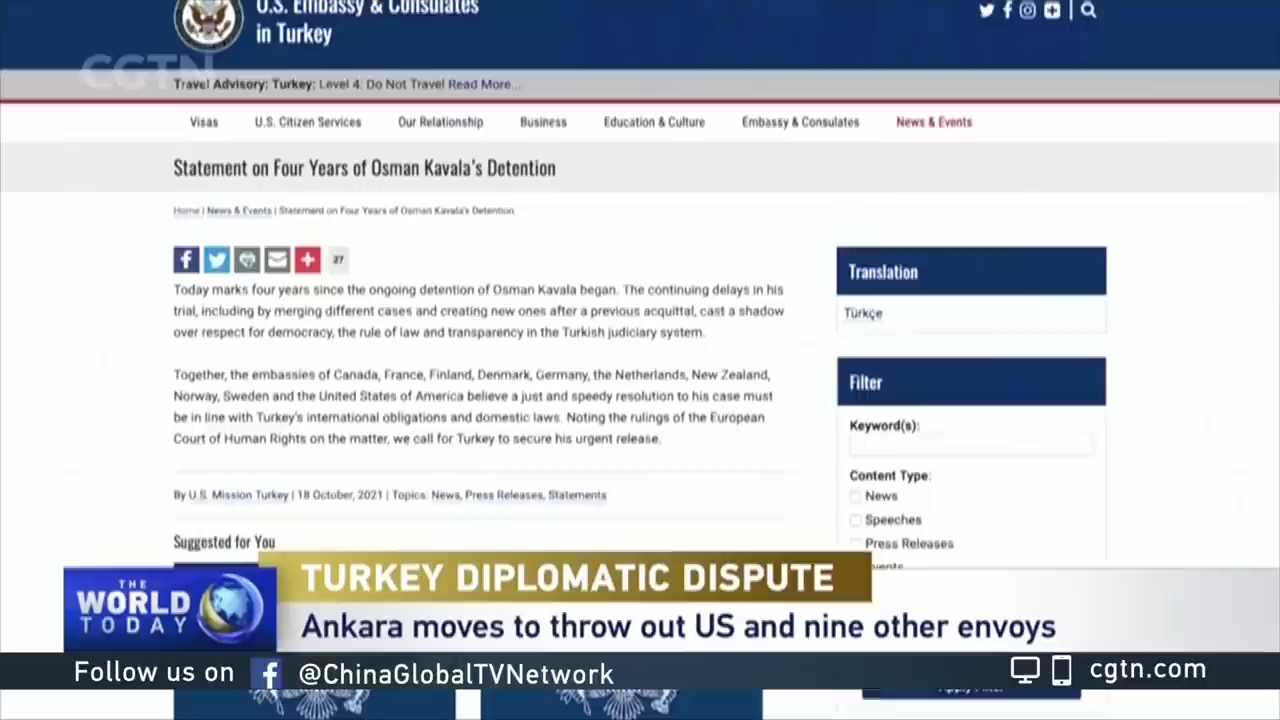 U.S. Embassy & Consulates
in Turkey
CGTN
Travel Advisory: Turkey: Level 4: Do Not Travel Read More...
Visas U.S. Citizen Services Our Relationship Business Education & Culture Embassy & Consulates News & Events
Statement on Four Years of Osman Kavala's Detention
Home | News & Events | Statement on Four Years of Osman Kavala's Detention
27
Today marks four years since the ongoing detention of Osman Kavala began. The continuing delays in his
trial, including by merging different cases and creating new ones after a previous acquittal, cast a shadow
over respect for democracy, the rule of law and transparency in the Turkish judiciary system.
Together, the embassies of Canada, France, Finland, Denmark, Germany, the Netherlands, New Zealand,
Norway, Sweden and the United States of America believe a just and speedy resolution to his case must
be in line with Turkey's international obligations and domestic laws. Noting the rulings of the European
Court of Human Rights on the matter, we call for Turkey to secure his urgent release.
By U.S. Mission Turkey | 18 October, 2021 | Topics: News, Press Releases, Statements
Suggested for You
Translation
Türkçe
Filter
Keyword(s):
Content Type:
News
Speeches
Press Releases
THE
WORLD
TODAY
TURKEY DIPLOMATIC DISPUTE
Ankara moves to throw out US and nine other envoys
Follow us on f @ChinaGlobalTVNetwork
cgtn.com